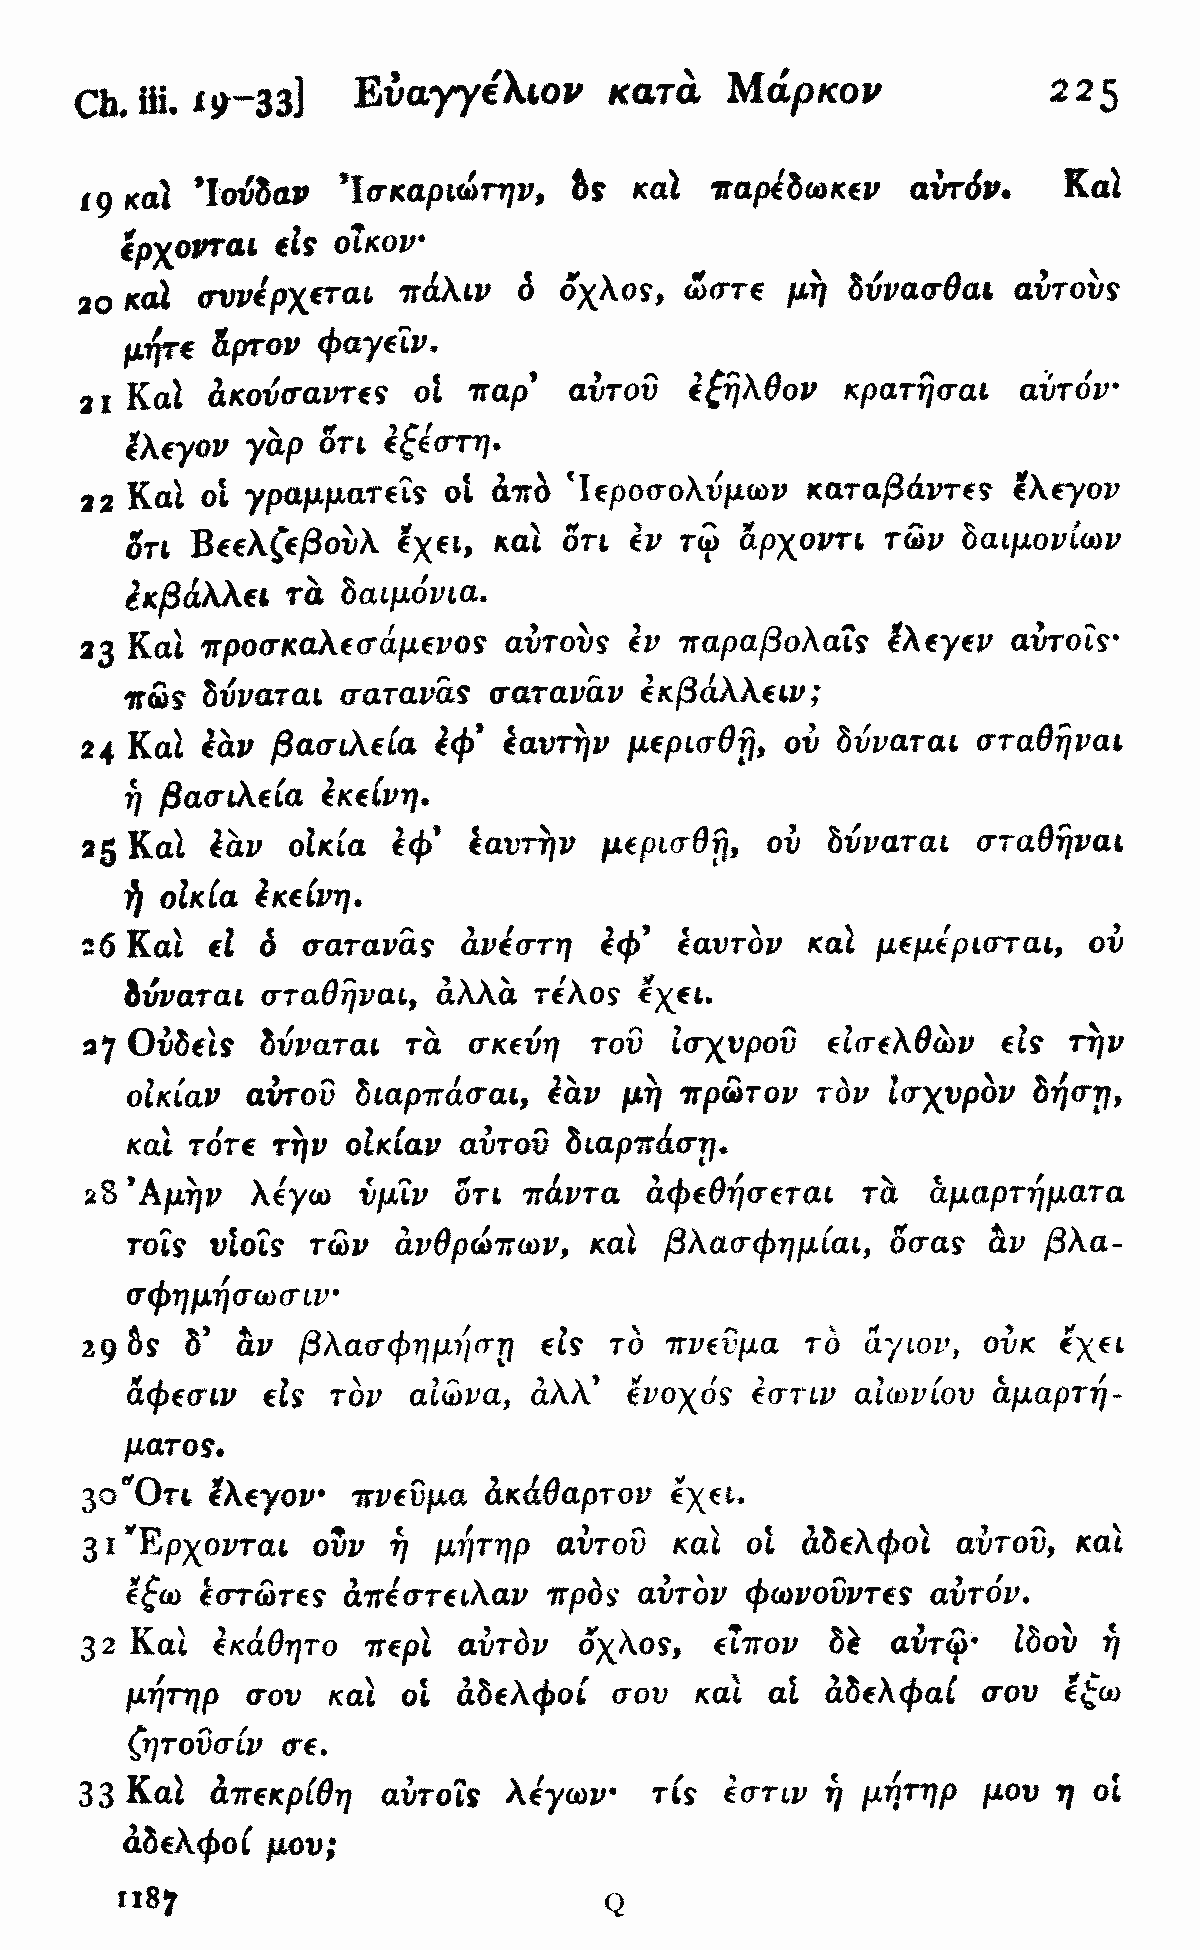 Ch. iii. 19–33] Εὐαγγέλιον κατὰ Μάρκον 225
19 καὶ Ἰούδαν Ἰσκαριώτην, ὃς καὶ παρέδωκεν αὐτόν. Καὶ
ἔρχονται εἰς οἶκον·
20 καὶ συνέρχεται πάλιν ὁ ὄχλος, ὥστε μὴ δύνασθαι αὐτοὺς
μήτε ἄρτον φαγεῖν.
21 Καὶ ἀκούσαντες οἱ παρ’ αὐτοῦ ἐξῆλθον κρατῆσαι αὐτόν·
ἔλεγον γὰρ ὅτι ἐξέστη.
22 Καὶ οἱ γραμματεῖς οἱ ἀπὸ Ἱεροσολύμων καταβάντες ἔλεγον
ὅτι Βεελζεβοὺλ ἔχει, καὶ ὅτι ἐν τῷ ἄρχοντι τῶν δαιμονίων
ἐκβάλλει τὰ δαιμόνια.
23 Καὶ προσκαλεσάμενος αὐτοὺς ἐν παραβολαῖς ἔλεγεν αὐτοῖς·
πῶς δύναται σατανᾶς σατανᾶν ἐκβάλλειν;
24 Καὶ ἐὰν βασιλεία ἐφ’ ἑαυτὴν μερισθῇ, οὐ δύναται σταθῆναι
ἡ βασιλεία ἐκείνη.
25 Καὶ ἐὰν οἰκία ἐφ’ ἑαυτὴν μερισθῇ, οὐ δύναται σταθῆναι
ἡ οἰκία ἐκείνη.
26 Καὶ εἰ ὁ σατανᾶς ἀνέστη ἐφ’ ἑαυτὸν καὶ μεμέρισται, οὐ
δύναται σταθῆναι, ἀλλὰ τέλος ἔχει.
27 Οὐδεὶς δύναται τὰ σκεύη τοῦ ἰσχυροῦ εἰσελθὼν εἰς τὴν
οἰκίαν αὐτοῦ διαρπάσαι, ἐὰν μὴ πρῶτον τὸν ἰσχυρὸν δήσῃ,
καὶ τότε τὴν οἰκίαν αὐτοῦ διαρπάσῃ.
28 Ἀμὴν λέγω ὑμῖν ὅτι πάντα ἀφεθήσεται τὰ ἁμαρτήματα
τοῖς υἱοῖς τῶν ἀνθρώπων, καὶ βλασφημίαι, ὅσας ἂν βλα-
σφημήσωσιν·
29 ὃς δ’ ἂν βλασφημήσῃ εἰς τὸ πνεῦμα τὸ ἅγιον, οὐκ ἔχει
ἄφεσιν εἰς τὸν αἰῶνα, ἀλλ’ ἔνοχός ἐστιν αἰωνίου ἁμαρτή-
ματος.
30 Ὅτι ἔλεγον· πνεῦμα ἀκάθαρτον ἔχει.
31 Ἔρχονται οὖν ἡ μήτηρ αὐτοῦ καὶ οἱ ἀδελφοὶ αὐτοῦ, καὶ
ἔξω ἑστῶτες ἀπέστειλαν πρὸς αὐτὸν φωνοῦντες αὐτόν.
32 Καὶ ἐκάθητο περὶ αὐτὸν ὄχλος, εἶπον δὲ αὐτῷ· ἰδοὺ ἡ
μήτηρ σου καὶ οἱ ἀδελφοί σου καὶ αἱ ἀδελφαί σου ἔξω
ζητοῦσίν σε.
33 Καὶ ἀπεκρίθη αὐτοῖς λέγων· τίς ἐστιν ἡ μήτηρ μου η οἱ
ἀδελφοί μου;
1187 Q